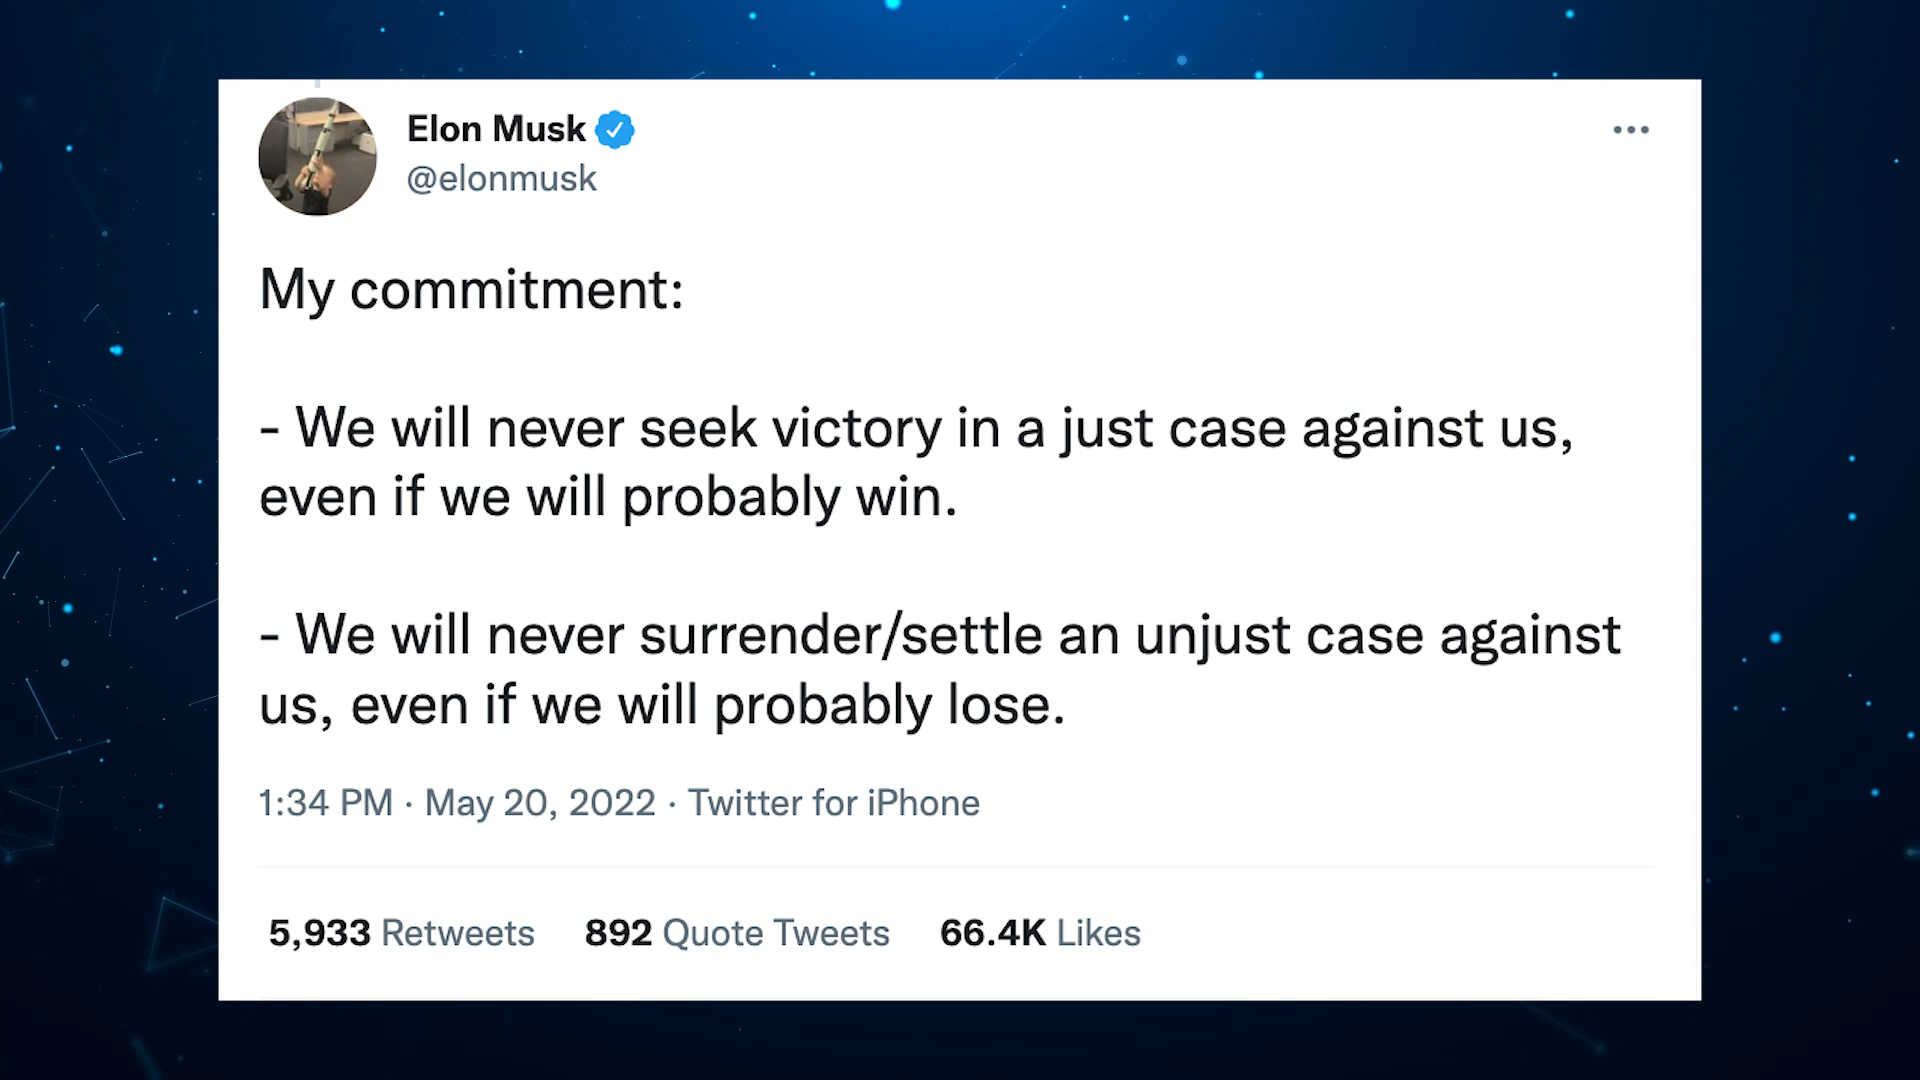 Elon Musk
@elonmusk
My commitment:
- We will never seek victory in a just case against us,
even if we will probably win.
- We will never surrender/settle an unjust case against
us, even if we will probably lose.
1:34 PM · May 20, 2022 · Twitter for iPhone
5,933 Retweets 892 Quote Tweets 66.4K Likes